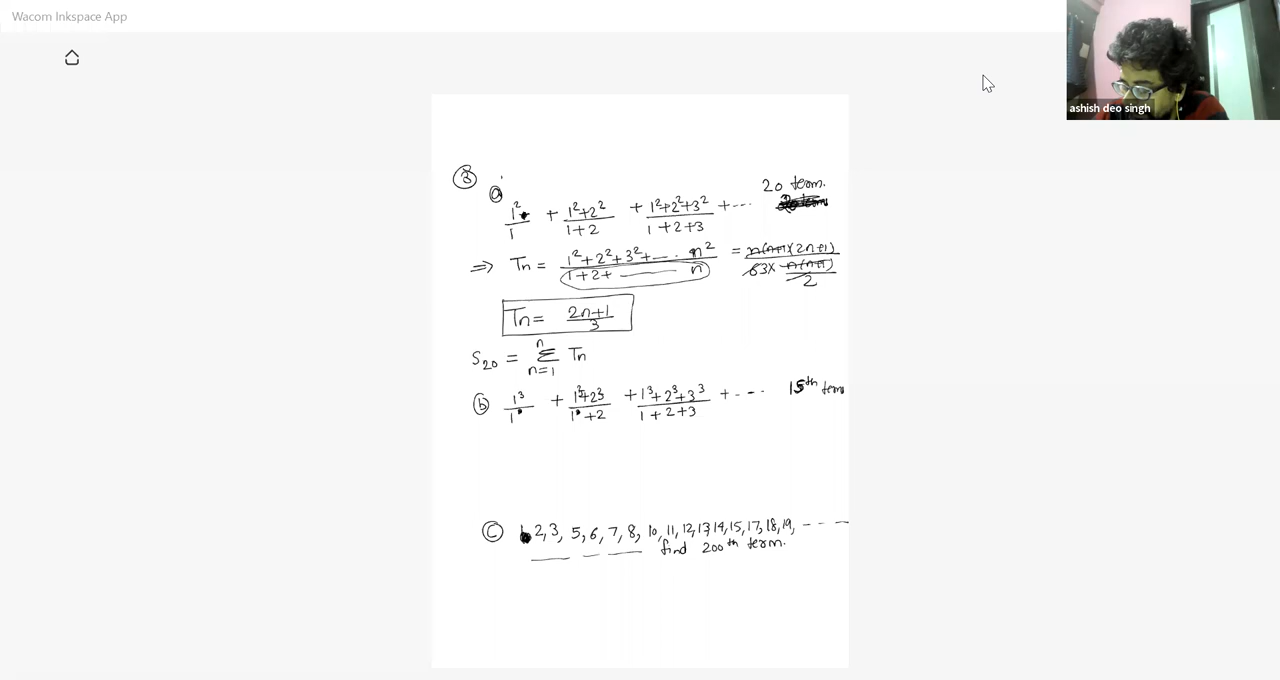 Wacom Inkspace App
ashish deo singh
③
ⓐ 1²/1 + (1²+2²)/(1+2) + (1²+2²+3²)/(1+2+3) + ... 20 term.
⇒ Tn = (1²+2²+3²+... n²)/(1+2+ —— n) = n(n+1)×(2n+1)/(63× n(n+1)/2)
Tn = (2n+1)/3
S₂₀ = Σ Tn
n
n=1
ⓑ 1³/1 + (1³+2³)/(1+2) + (1³+2³+3³)/(1+2+3) + ... 15th term
ⓒ 2,3, 5,6,7,8, 10,11,12,13,14,15,17,18,19, - - -
find 200th term.